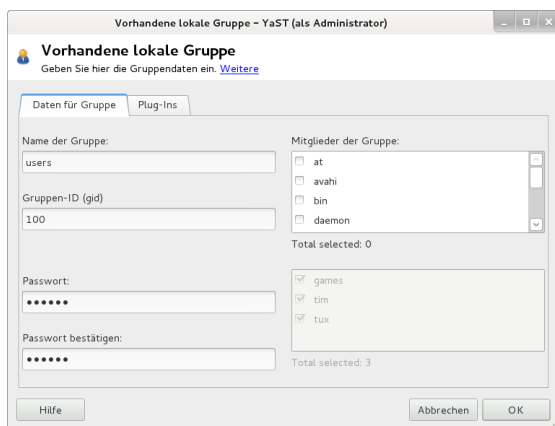 Vorhandene lokale Gruppe – YaST (als Administrator)
Vorhandene lokale Gruppe
Geben Sie hier die Gruppendaten ein. Weitere
Daten für Gruppe
Plug-Ins
Name der Gruppe:
users
Gruppen-ID (gid)
100
Passwort:
••••••
Passwort bestätigen:
••••••
Mitglieder der Gruppe:
at
avahi
bin
daemon
Total selected: 0
games
tim
tux
Total selected: 3
Hilfe
Abbrechen
OK